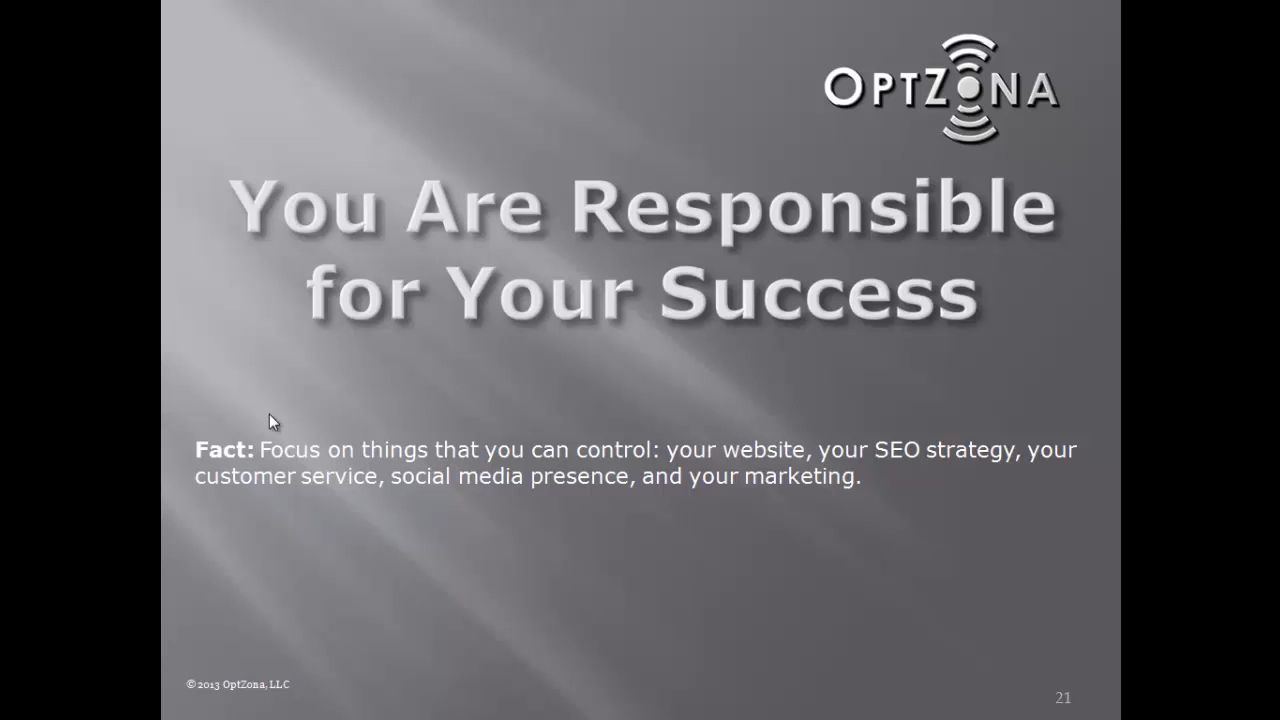 OPTZONA
You Are Responsible
for Your Success
Fact: Focus on things that you can control: your website, your SEO strategy, your
customer service, social media presence, and your marketing.
© 2013 OptZona, LLC
21